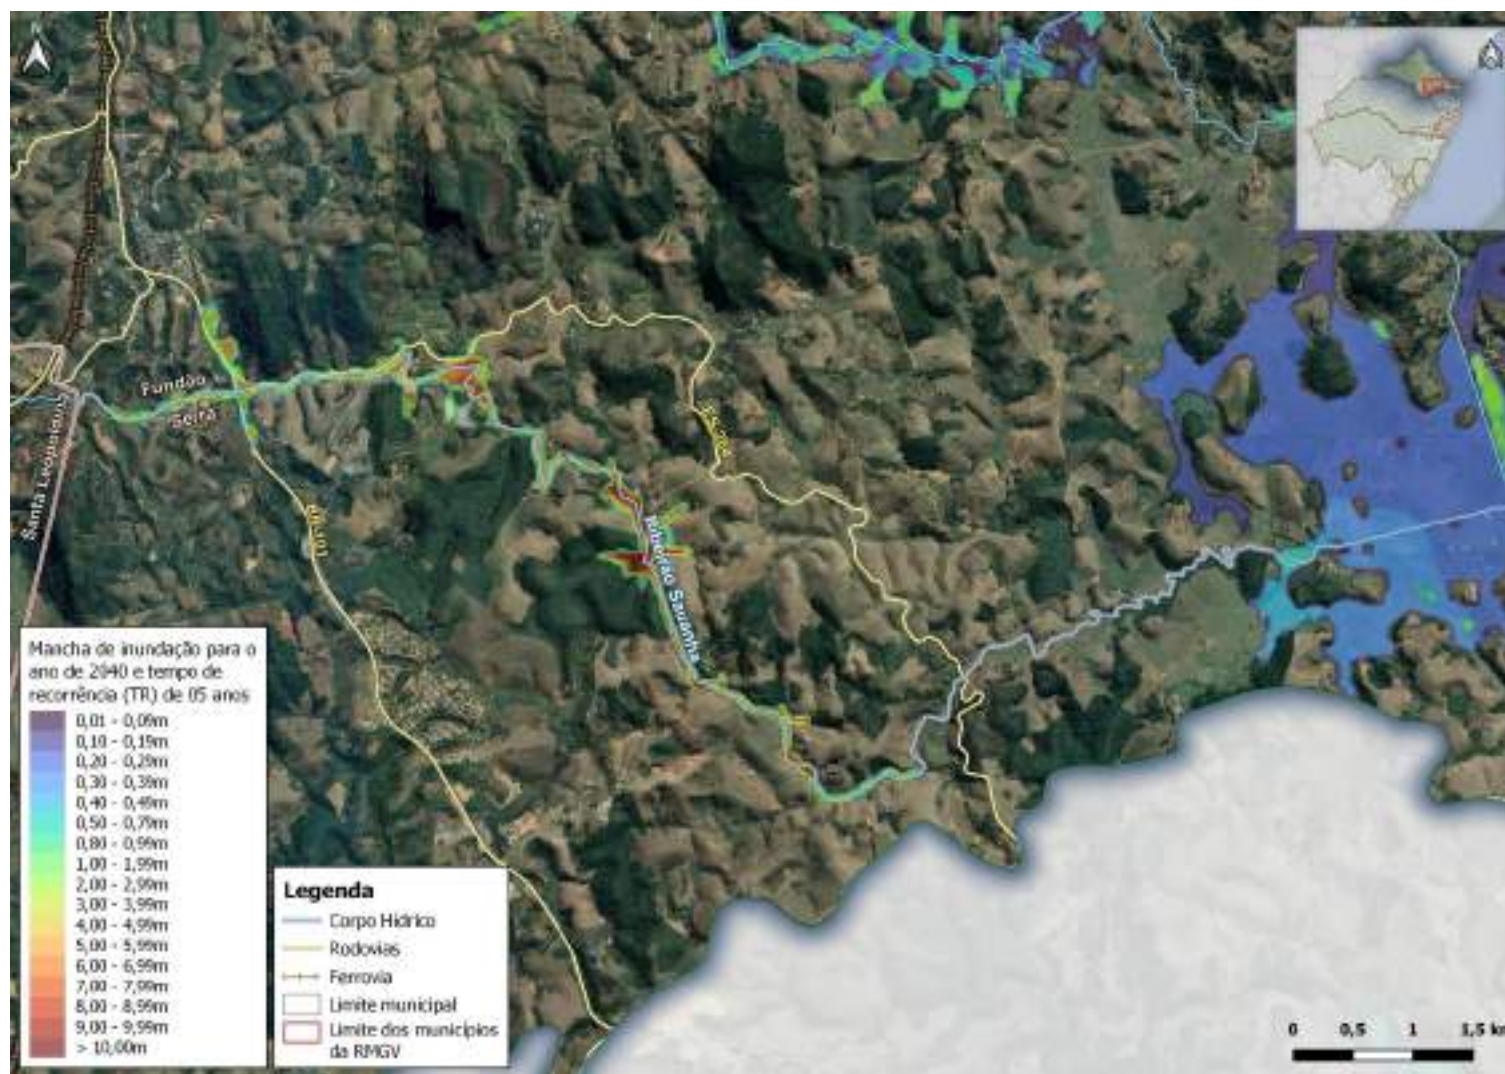 N
Fundão
Serra
Santa Leopoldina
BR-101
Ribeirão Sauanha
Mancha de inundação para o
ano de 2040 e tempo de
recorrência (TR) de 05 anos
0,01 - 0,09m
0,10 - 0,19m
0,20 - 0,29m
0,30 - 0,39m
0,40 - 0,49m
0,50 - 0,79m
0,80 - 0,99m
1,00 - 1,99m
2,00 - 2,99m
3,00 - 3,99m
4,00 - 4,99m
5,00 - 5,99m
6,00 - 6,99m
7,00 - 7,99m
8,00 - 8,99m
9,00 - 9,99m
> 10,00m
Legenda
Corpo Hídrico
Rodovias
Ferrovia
Limite municipal
Limite dos municípios
da RMGV
0 0,5 1 1,5 km